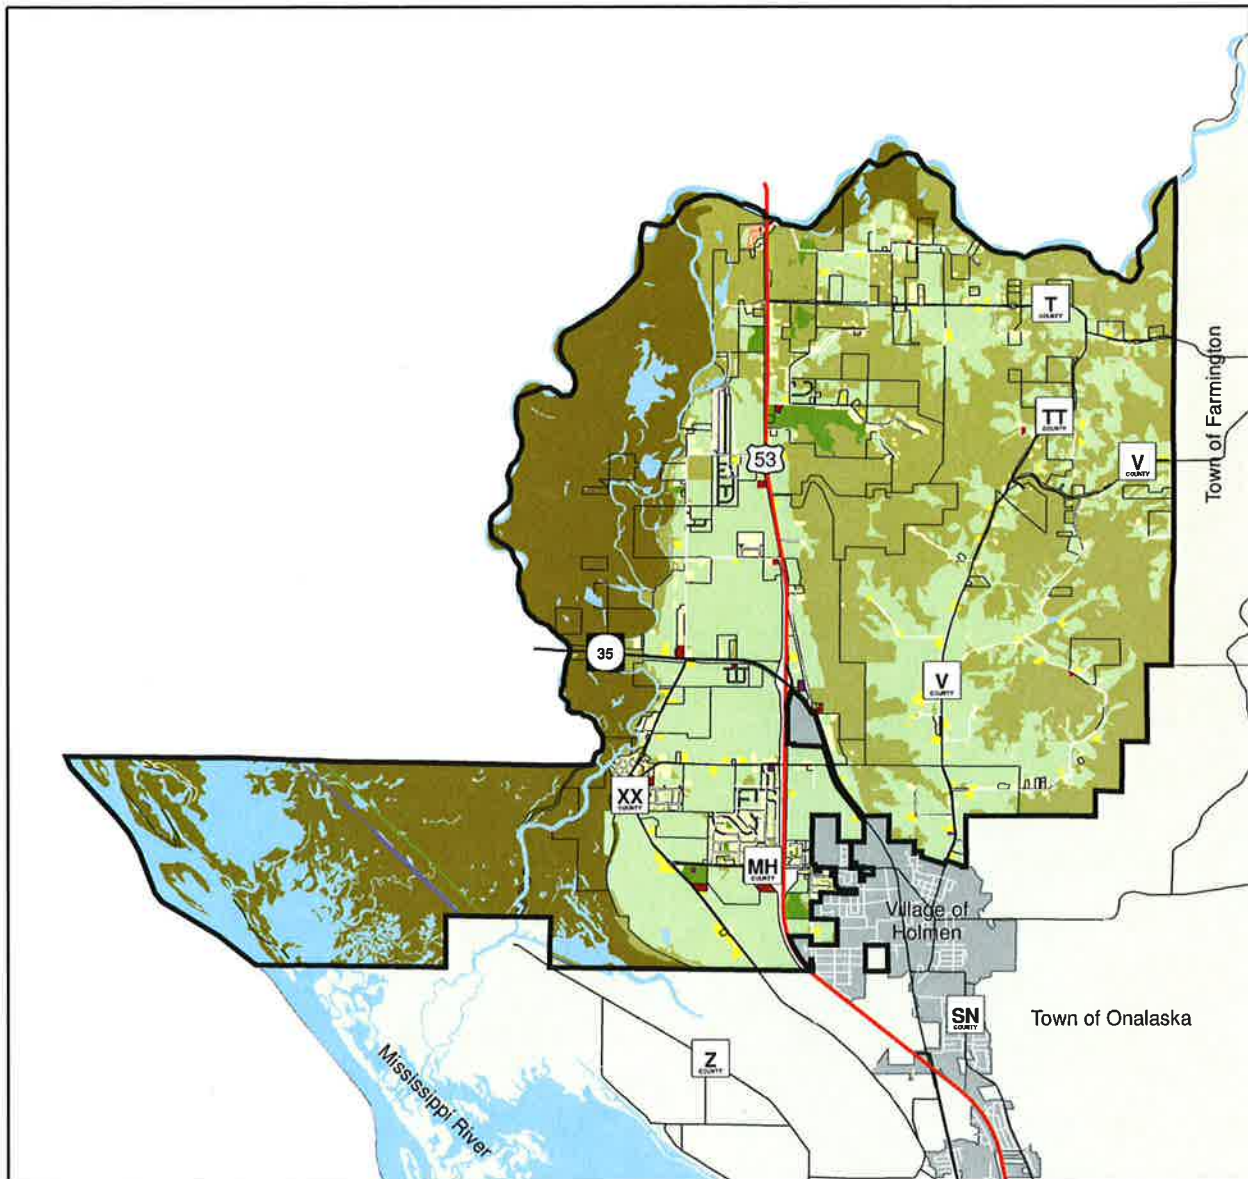 T
COUNTY
Town of Farmington
TT
COUNTY
V
COUNTY
53
35
V
COUNTY
XX
COUNTY
MH
COUNTY
Village of
Holmen
SN
COUNTY
Town of Onalaska
Z
COUNTY
Mississippi River